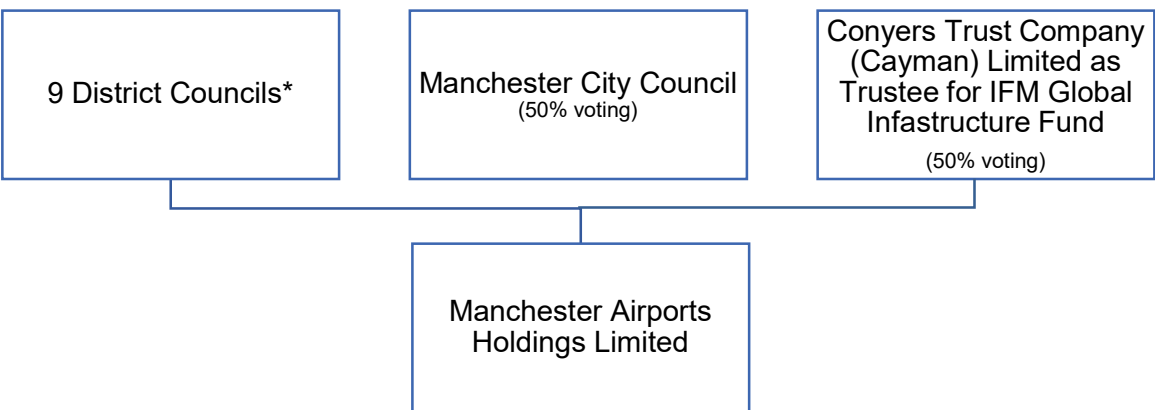 9 District Councils*
Manchester City Council
(50% voting)
Conyers Trust Company
(Cayman) Limited as
Trustee for IFM Global
Infastructure Fund
(50% voting)
Manchester Airports
Holdings Limited